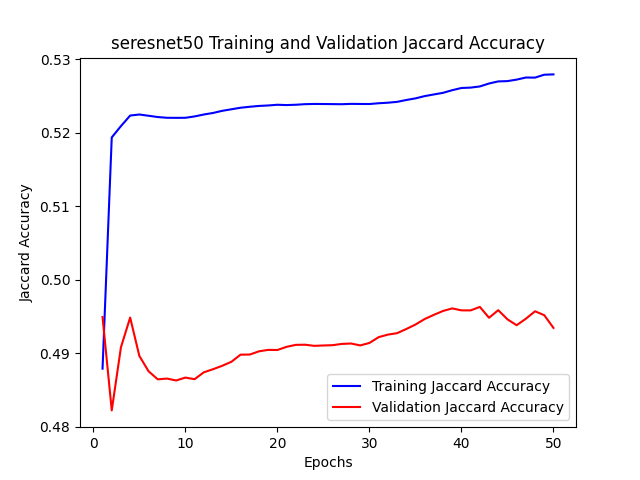 seresnet50 Training and Validation Jaccard Accuracy
0.53
0.52
0.51
0.50
0.49
0.48
Jaccard Accuracy
0
10
20
30
40
50
Epochs
Training Jaccard Accuracy
Validation Jaccard Accuracy